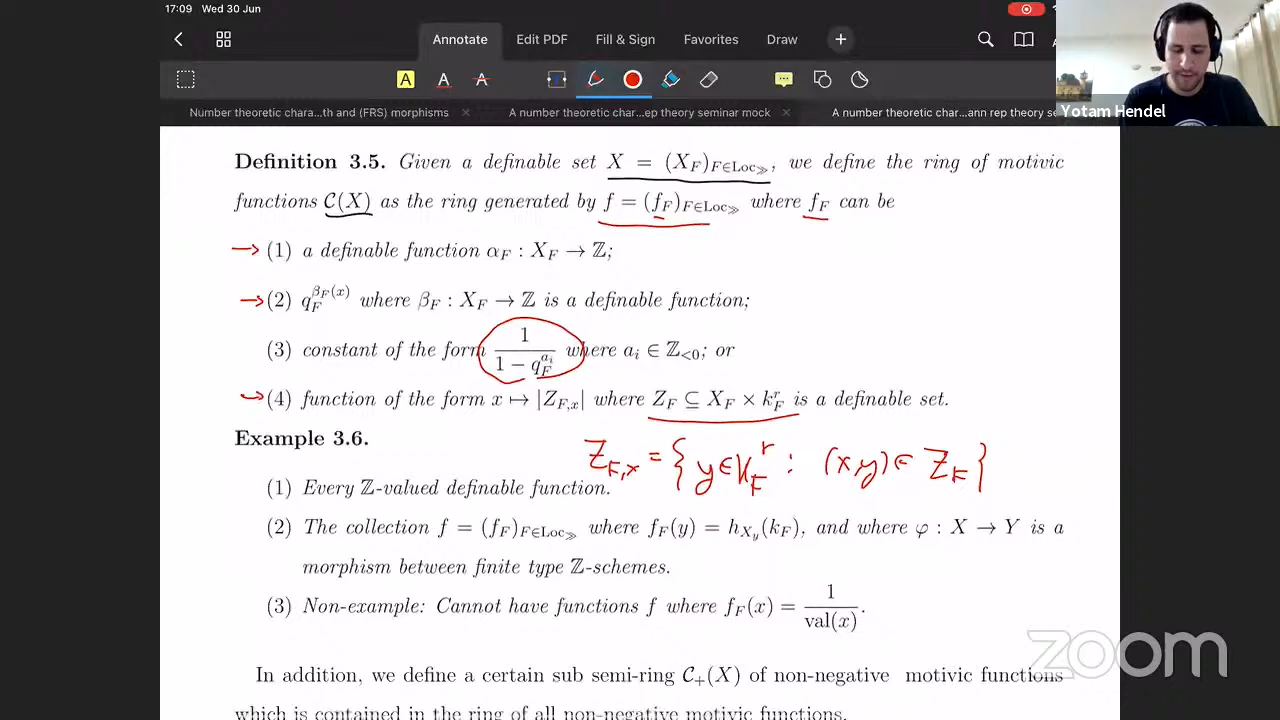 17:09 Wed 30 Jun
Annotate Edit PDF Fill & Sign Favorites Draw
A A A
Number theoretic chara...th and (FRS) morphisms
A number theoretic char...ep theory seminar mock
A number theoretic char...ann rep theory se
Yotam Hendel
Definition 3.5. Given a definable set X = (X_F)_{F∈Loc≫}, we define the ring of motivic
functions C(X) as the ring generated by f = (f_F)_{F∈Loc≫} where f_F can be
→ (1) a definable function α_F : X_F → ℤ;
→ (2) q_F^{β_F(x)} where β_F : X_F → ℤ is a definable function;
(3) constant of the form 1/(1 − q_F^{a_i}) where a_i ∈ ℤ_{<0}; or
→ (4) function of the form x ↦ |Z_{F,x}| where Z_F ⊆ X_F × k_F^r is a definable set.
Example 3.6.
Z_{F,x} = { y ∈ k_F^r : (x,y) ∈ Z_F }
(1) Every ℤ-valued definable function.
(2) The collection f = (f_F)_{F∈Loc≫} where f_F(y) = h_{X_y}(k_F), and where φ : X → Y is a
morphism between finite type ℤ-schemes.
(3) Non-example: Cannot have functions f where f_F(x) = 1/val(x).
In addition, we define a certain sub semi-ring C_+(X) of non-negative motivic functions
which is contained in the ring of all non-negative motivic functions.
zoom